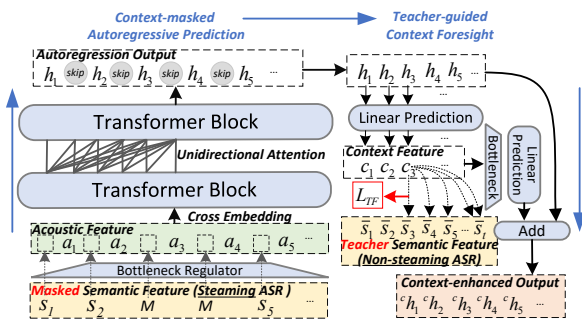 Context-masked
Autoregressive Prediction
Teacher-guided
Context Foresight
Autoregression Output
h1 skip h2 skip h3 skip h4 skip h5 ...
Transformer Block
Unidirectional Attention
Transformer Block
Cross Embedding
Acoustic Feature
a1 a2 a3 a4 a5 ...
Bottleneck Regulator
Masked Semantic Feature (Steaming ASR )
s1 s2 M M s5 ...
h1 h2 h3 h4 h5 ...
Linear Prediction
Context Feature
c1 c2 c3 ...
Bottleneck
Linear
Prediction
LTF
s1 s2 s3 s4 s5 ... st
Teacher Semantic Feature
(Non-steaming ASR)
Add
Context-enhanced Output
ch1 ch2 ch3 ch4 ch5 ...